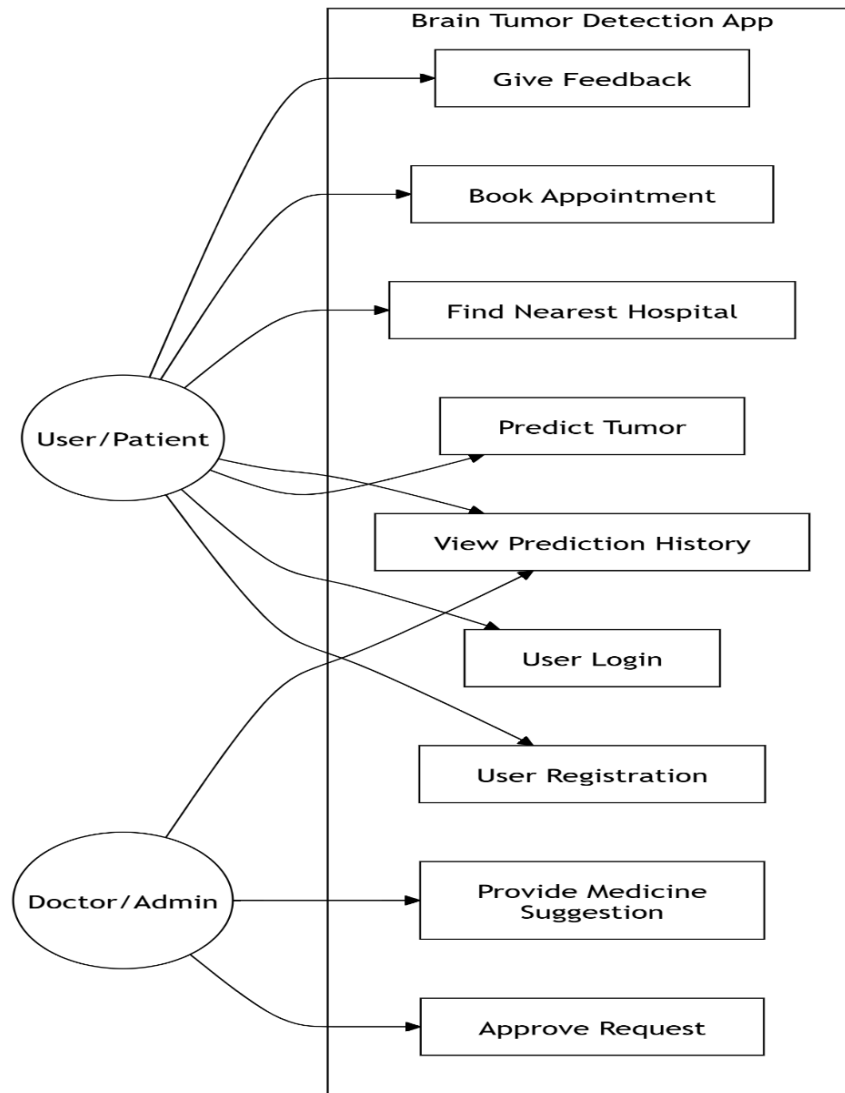 Brain Tumor Detection App
Give Feedback
Book Appointment
Find Nearest Hospital
User/Patient
Predict Tumor
View Prediction History
User Login
User Registration
Doctor/Admin
Provide Medicine
Suggestion
Approve Request